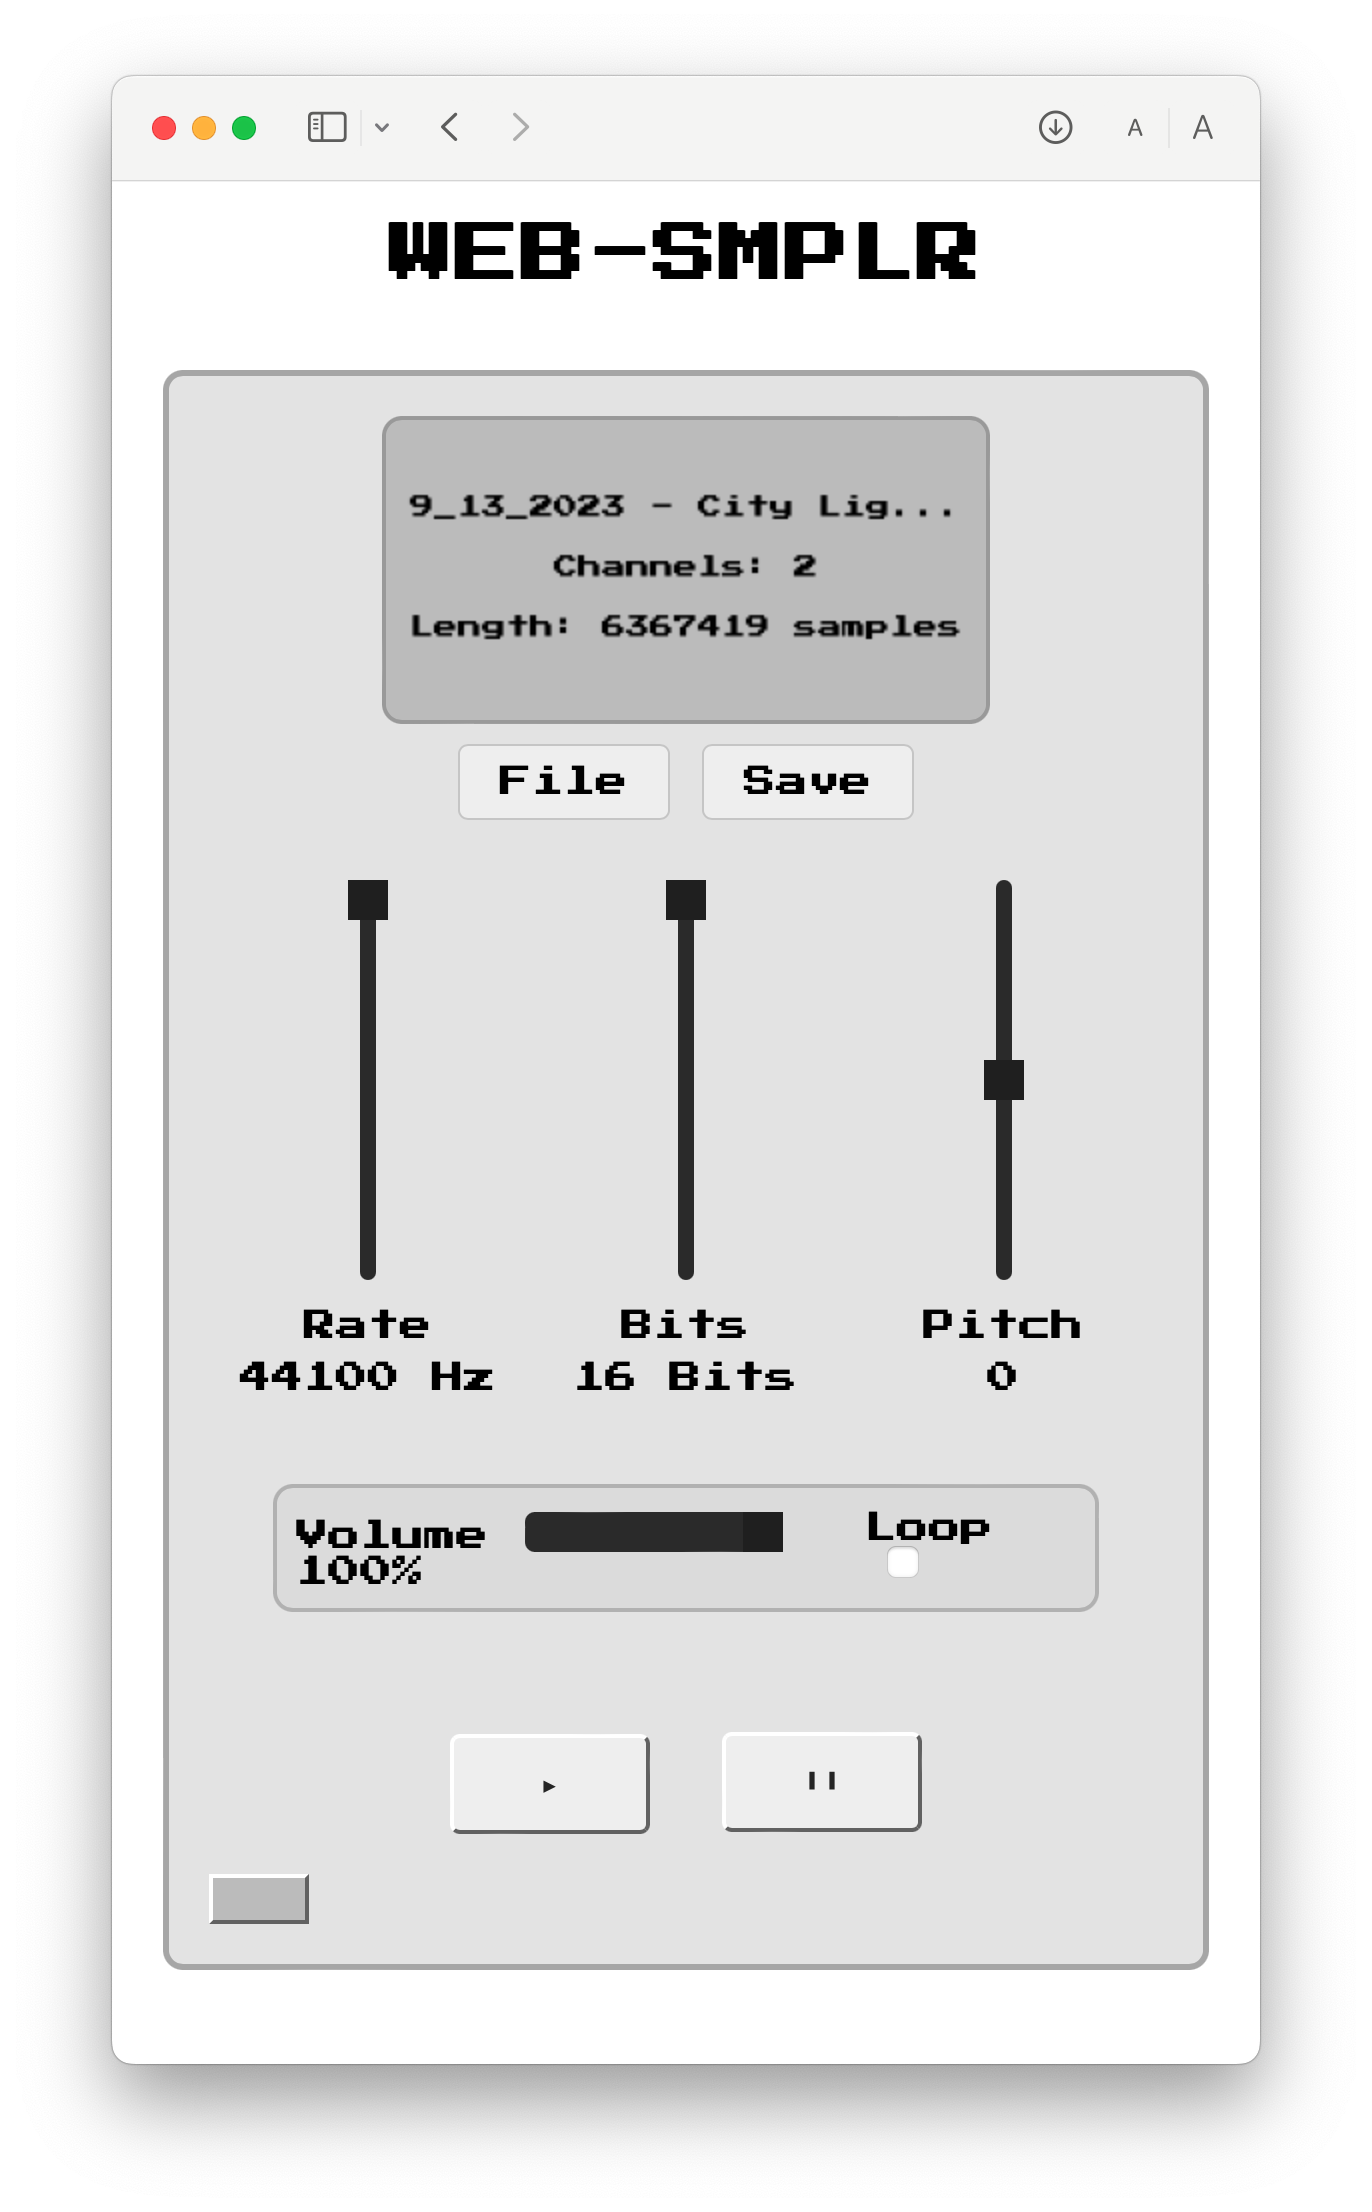 A A
WEB-SMPLR
9_13_2023 - City Lig...
Channels: 2
Length: 6367419 samples
File Save
Rate Bits Pitch
44100 Hz 16 Bits 0
Volume Loop
100%